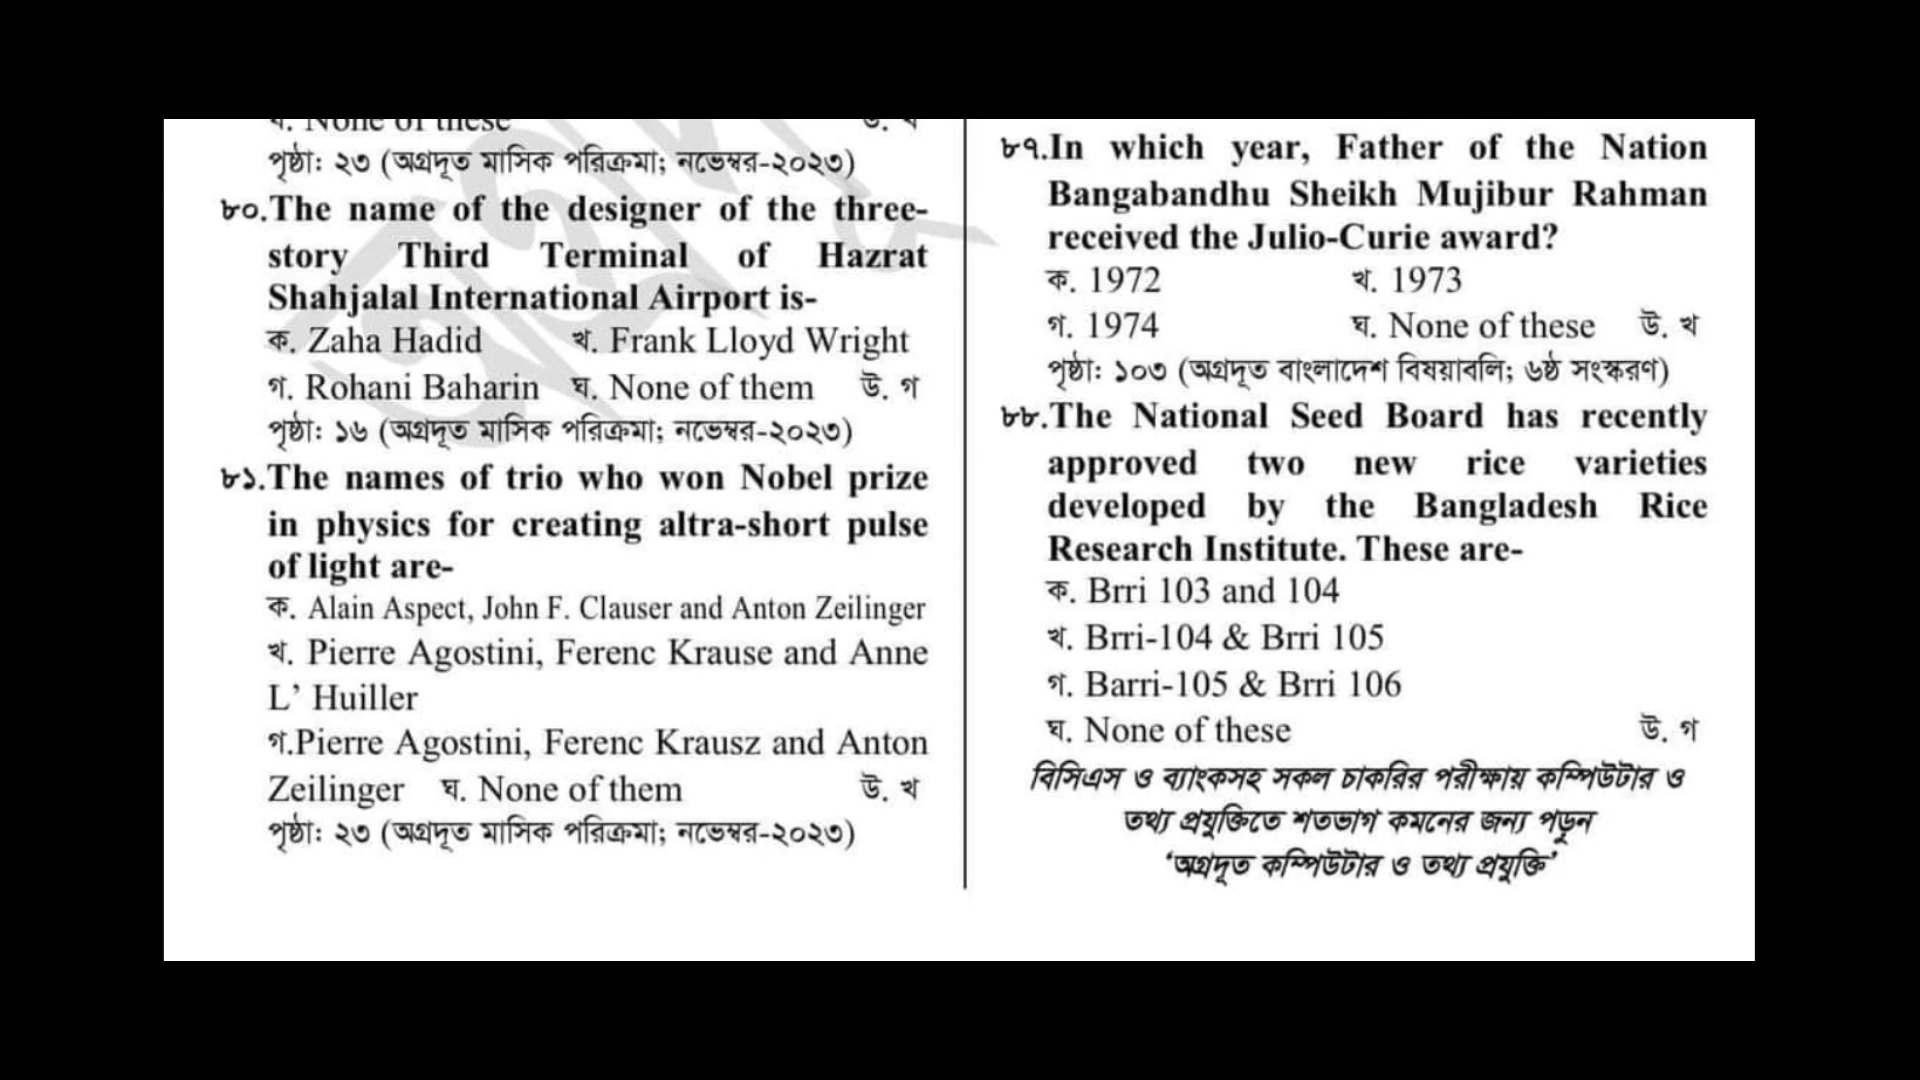 ঘ. None of these উ. খ
পৃষ্ঠা: ২৩ (অগ্রদূত মাসিক পরিক্রমা; নভেম্বর-২০২৩)
৮০.The name of the designer of the three-
story Third Terminal of Hazrat
Shahjalal International Airport is-
ক. Zaha Hadid খ. Frank Lloyd Wright
গ. Rohani Baharin ঘ. None of them উ. গ
পৃষ্ঠা: ১৬ (অগ্রদূত মাসিক পরিক্রমা; নভেম্বর-২০২৩)
৮১.The names of trio who won Nobel prize
in physics for creating altra-short pulse
of light are-
ক. Alain Aspect, John F. Clauser and Anton Zeilinger
খ. Pierre Agostini, Ferenc Krause and Anne
L’ Huiller
গ.Pierre Agostini, Ferenc Krausz and Anton
Zeilinger ঘ. None of them উ. খ
পৃষ্ঠা: ২৩ (অগ্রদূত মাসিক পরিক্রমা; নভেম্বর-২০২৩)
৮৭.In which year, Father of the Nation
Bangabandhu Sheikh Mujibur Rahman
received the Julio-Curie award?
ক. 1972 খ. 1973
গ. 1974 ঘ. None of these উ. খ
পৃষ্ঠা: ১০৩ (অগ্রদূত বাংলাদেশ বিষয়াবলি; ৬ষ্ঠ সংস্করণ)
৮৮.The National Seed Board has recently
approved two new rice varieties
developed by the Bangladesh Rice
Research Institute. These are-
ক. Brri 103 and 104
খ. Brri-104 & Brri 105
গ. Barri-105 & Brri 106
ঘ. None of these উ. গ
বিসিএস ও ব্যাংকসহ সকল চাকরির পরীক্ষায় কম্পিউটার ও
তথ্য প্রযুক্তিতে শতভাগ কমনের জন্য পড়ুন
‘অগ্রদূত কম্পিউটার ও তথ্য প্রযুক্তি’